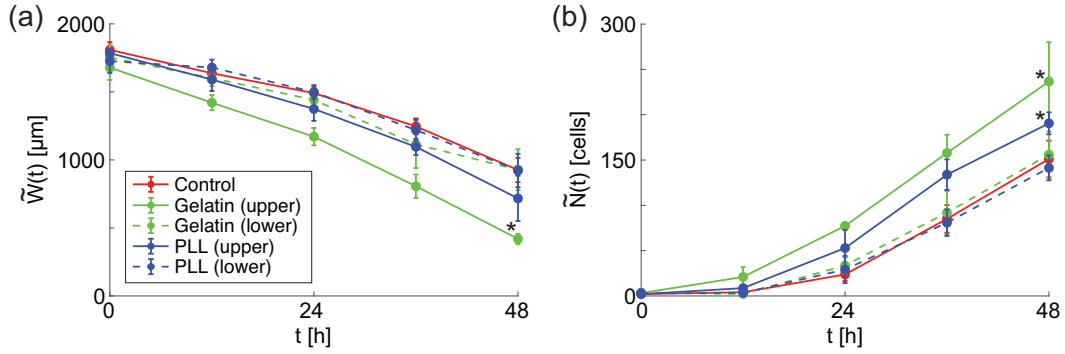 (a)
2000
1000
0
W̃(t) [µm]
Control
Gelatin (upper)
Gelatin (lower)
PLL (upper)
PLL (lower)
*
0
24
48
t [h]
(b)
300
150
0
Ñ(t) [cells]
*
*
0
24
48
t [h]